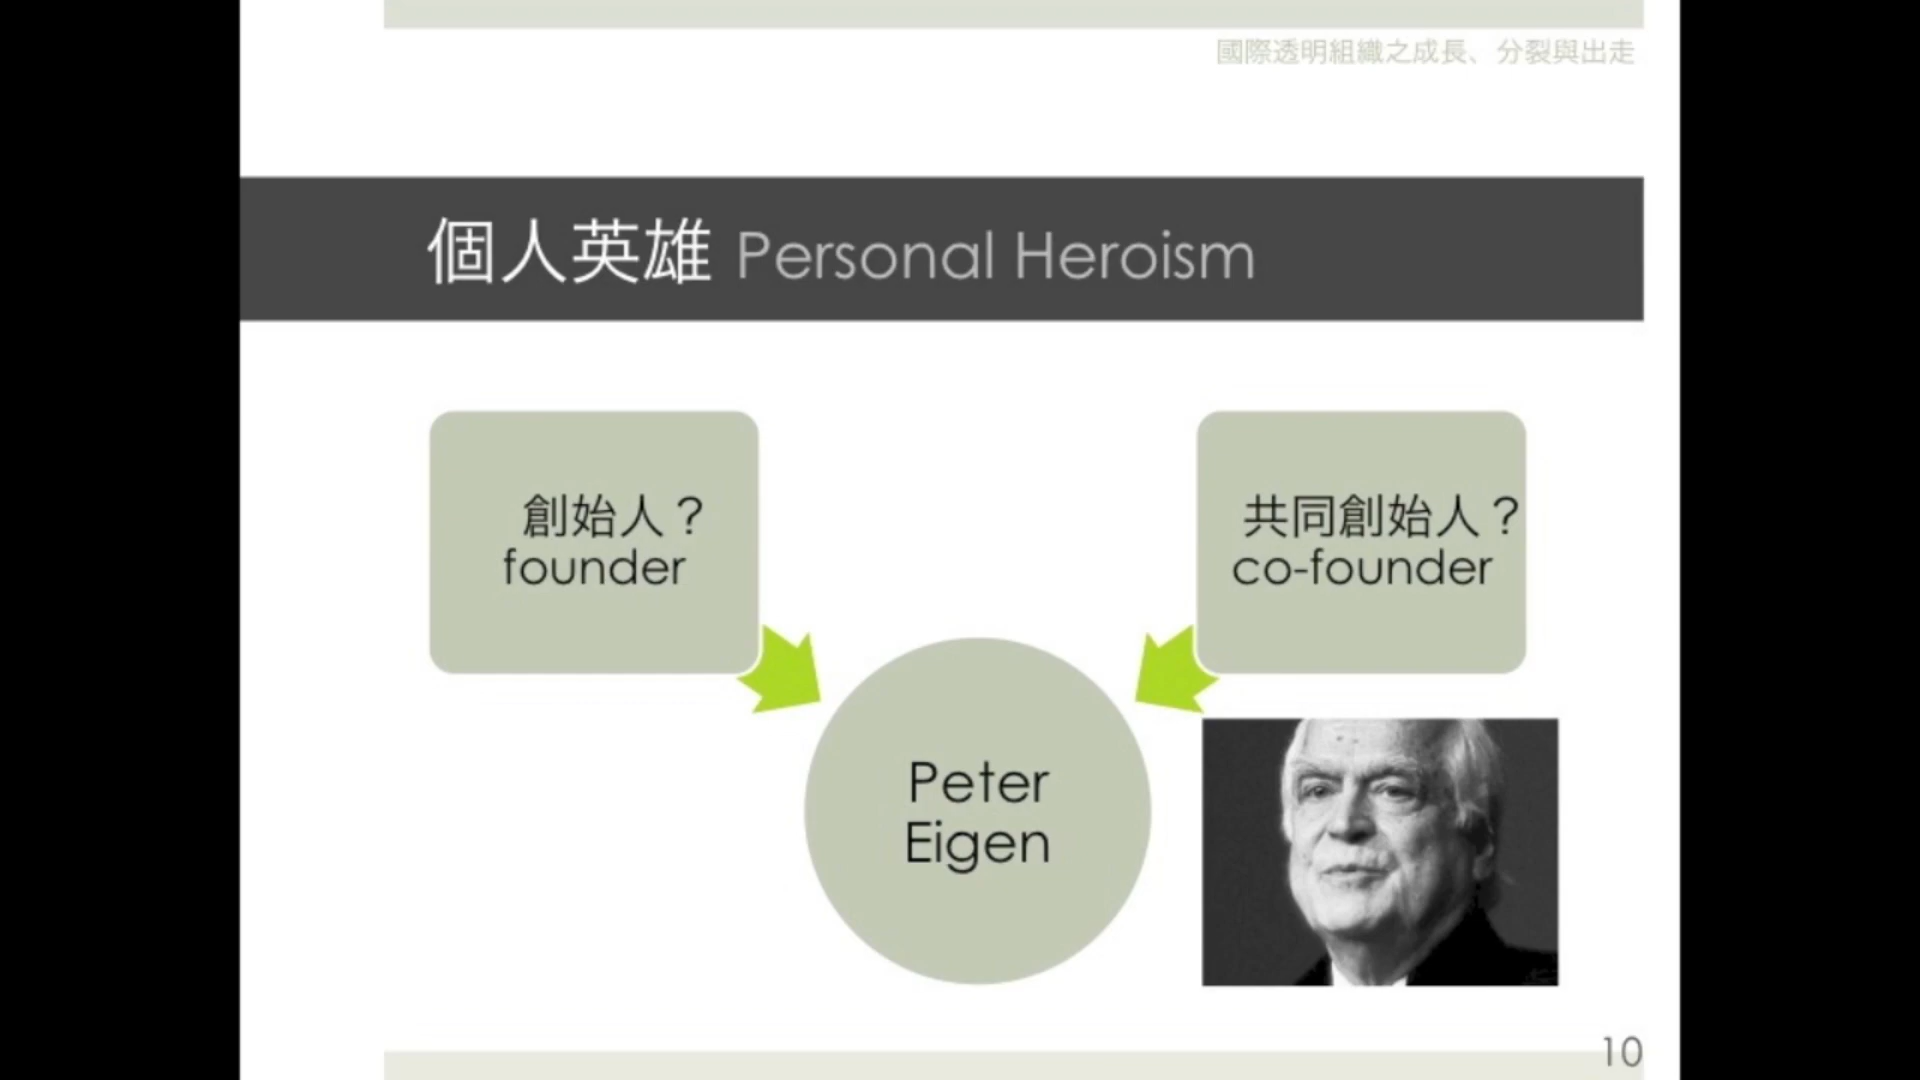 國際透明組織之成長、分裂與出走
個人英雄 Personal Heroism
創始人？
founder
共同創始人？
co-founder
Peter
Eigen
10